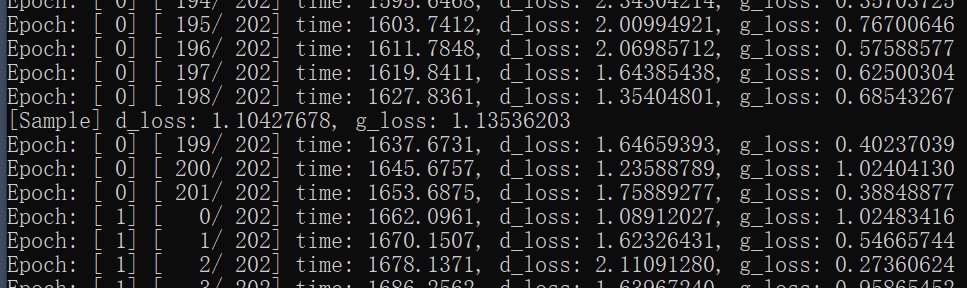 Epoch: [ 0] [ 194/ 202] time: 1595.6468, d_loss: 2.34304214, g_loss: 0.35703725
Epoch: [ 0] [ 195/ 202] time: 1603.7412, d_loss: 2.00994921, g_loss: 0.76700646
Epoch: [ 0] [ 196/ 202] time: 1611.7848, d_loss: 2.06985712, g_loss: 0.57588577
Epoch: [ 0] [ 197/ 202] time: 1619.8411, d_loss: 1.64385438, g_loss: 0.62500304
Epoch: [ 0] [ 198/ 202] time: 1627.8361, d_loss: 1.35404801, g_loss: 0.68543267
[Sample] d_loss: 1.10427678, g_loss: 1.13536203
Epoch: [ 0] [ 199/ 202] time: 1637.6731, d_loss: 1.64659393, g_loss: 0.40237039
Epoch: [ 0] [ 200/ 202] time: 1645.6757, d_loss: 1.23588789, g_loss: 1.02404130
Epoch: [ 0] [ 201/ 202] time: 1653.6875, d_loss: 1.75889277, g_loss: 0.38848877
Epoch: [ 1] [ 0/ 202] time: 1662.0961, d_loss: 1.08912027, g_loss: 1.02483416
Epoch: [ 1] [ 1/ 202] time: 1670.1507, d_loss: 1.62326431, g_loss: 0.54665744
Epoch: [ 1] [ 2/ 202] time: 1678.1371, d_loss: 2.11091280, g_loss: 0.27360624
Epoch: [ 1] [ 3/ 202] time: 1686.2562, d_loss: 1.63967240, g_loss: 0.95865452